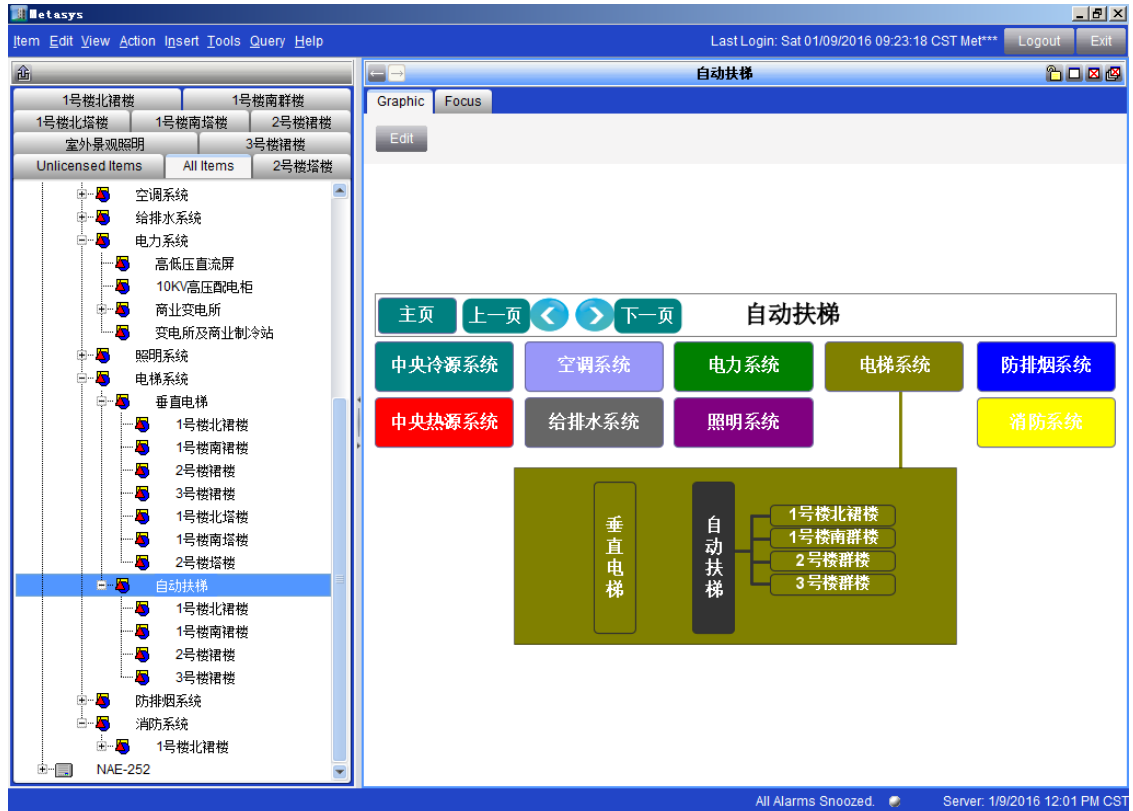 Metasys
Item Edit View Action Insert Tools Query Help
Last Login: Sat 01/09/2016 09:23:18 CST Met*** Logout Exit
1号楼北裙楼 1号楼南群楼
1号楼北塔楼 1号楼南塔楼 2号楼裙楼
室外景观照明 3号楼裙楼
Unlicensed Items All Items 2号楼塔楼
空调系统
给排水系统
电力系统
高低压直流屏
10KV高压配电柜
商业变电所
变电所及商业制冷站
照明系统
电梯系统
垂直电梯
1号楼北裙楼
1号楼南裙楼
2号楼裙楼
3号楼裙楼
1号楼北塔楼
1号楼南塔楼
2号楼塔楼
自动扶梯
1号楼北裙楼
1号楼南裙楼
2号楼裙楼
3号楼裙楼
防排烟系统
消防系统
1号楼北裙楼
NAE-252
自动扶梯
Graphic Focus
Edit
主页 上一页 下一页 自动扶梯
中央冷源系统 空调系统 电力系统 电梯系统 防排烟系统
中央热源系统 给排水系统 照明系统 消防系统
垂直电梯
自动扶梯
1号楼北裙楼
1号楼南群楼
2号楼群楼
3号楼群楼
All Alarms Snoozed. Server: 1/9/2016 12:01 PM CST